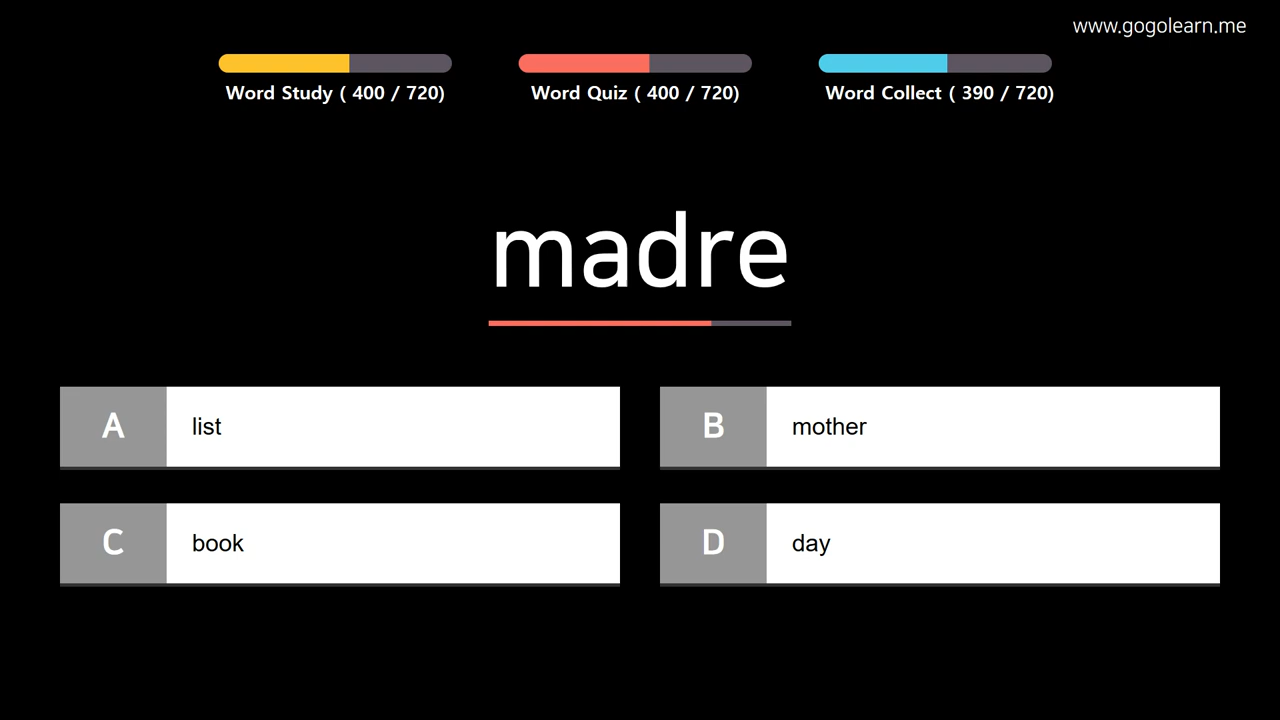 www.gogolearn.me
Word Study ( 400 / 720)
Word Quiz ( 400 / 720)
Word Collect ( 390 / 720)
madre
A list
B mother
C book
D day